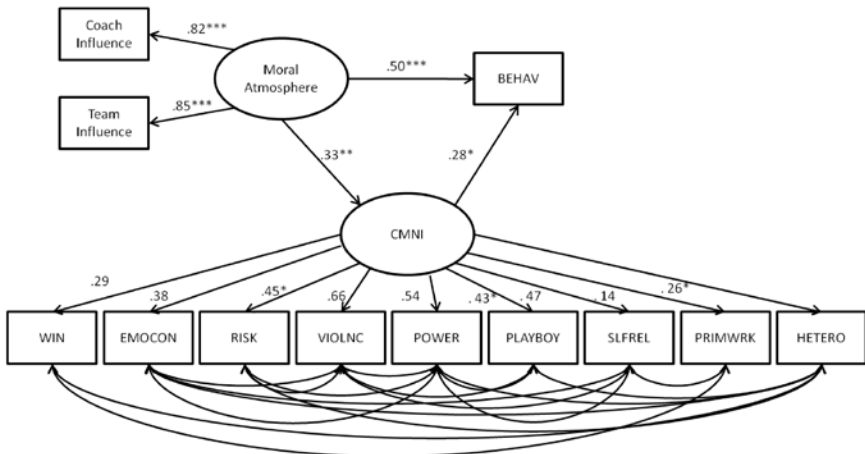 Coach
Influence
.82***
Moral
Atmosphere
.50***
BEHAV
Team
Influence
.85***
.33**
.28*
CMNI
.29
.38
.45*
.66
.54
.43*
.47
.14
.26*
WIN
EMOCON
RISK
VIOLNC
POWER
PLAYBOY
SLFREL
PRIMWRK
HETERO